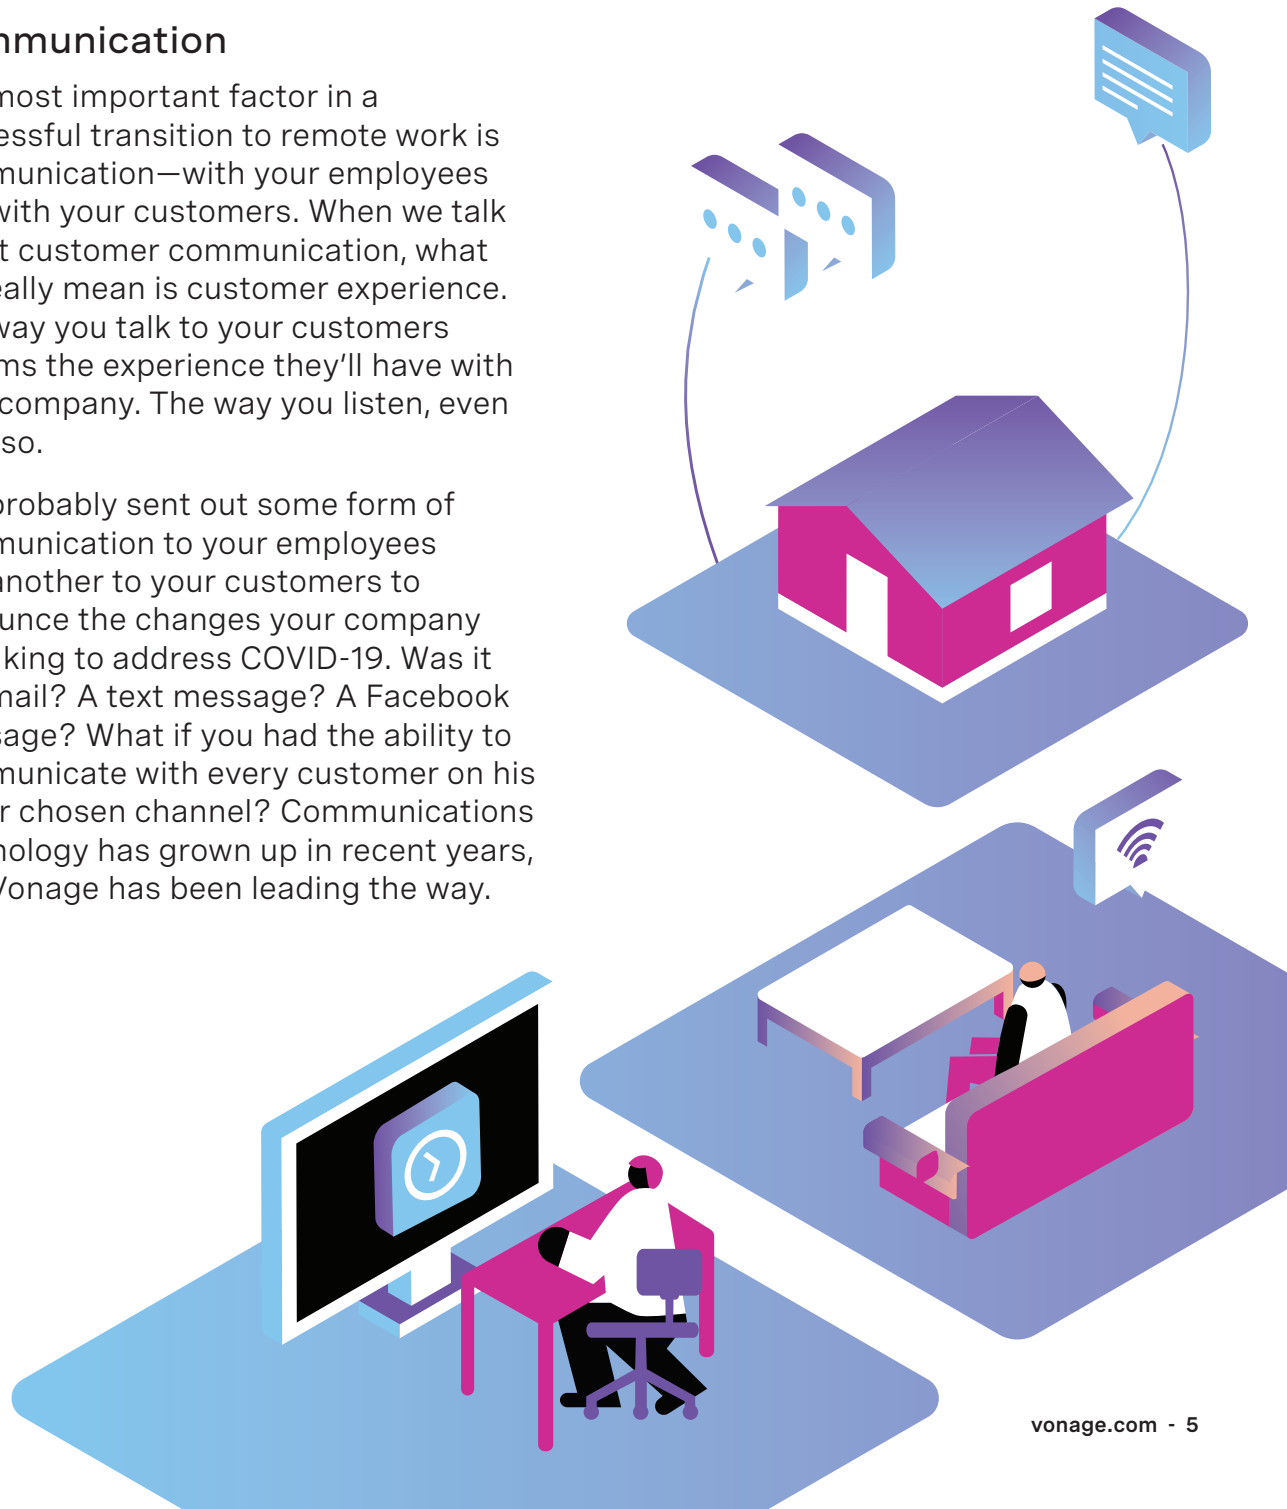 nmunication
most important factor in a
essful transition to remote work is
munication—with your employees
with your customers. When we talk
t customer communication, what
eally mean is customer experience.
way you talk to your customers
ms the experience they'll have with
company. The way you listen, even
so.
probably sent out some form of
munication to your employees
another to your customers to
unce the changes your company
king to address COVID-19. Was it
mail? A text message? A Facebook
sage? What if you had the ability to
municate with every customer on his
r chosen channel? Communications
nology has grown up in recent years,
Vonage has been leading the way.
vonage.com - 5